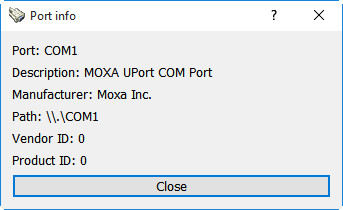 Port info
?
Port: COM1
Description: MOXA UPort COM Port
Manufacturer: Moxa Inc.
Path: \\.\COM1
Vendor ID: 0
Product ID: 0
Close